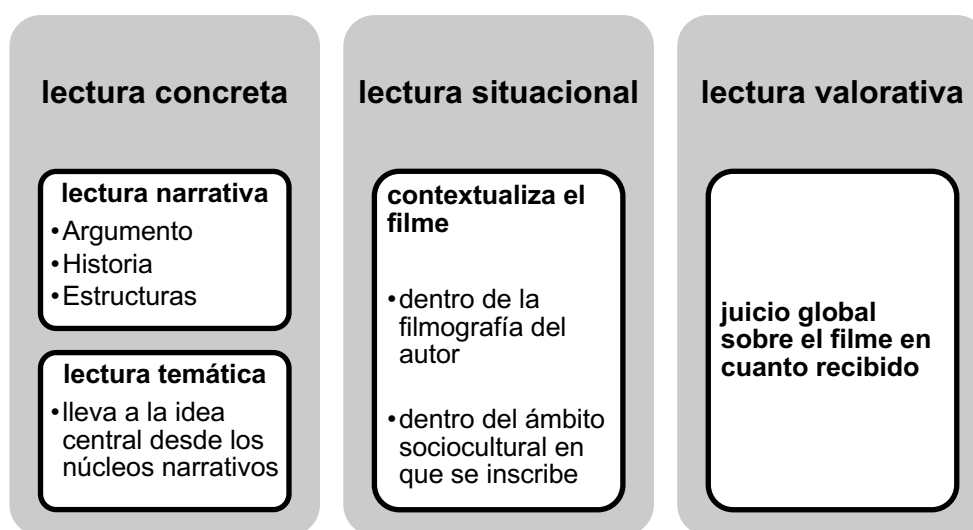 lectura concreta
lectura narrativa
•Argumento
•Historia
•Estructuras
lectura temática
•lleva a la idea
central desde los
núcleos narrativos
lectura situacional
contextualiza el
filme
•dentro de la
filmografía del
autor
•dentro del ámbito
sociocultural en
que se inscribe
lectura valorativa
juicio global
sobre el filme en
cuanto recibido